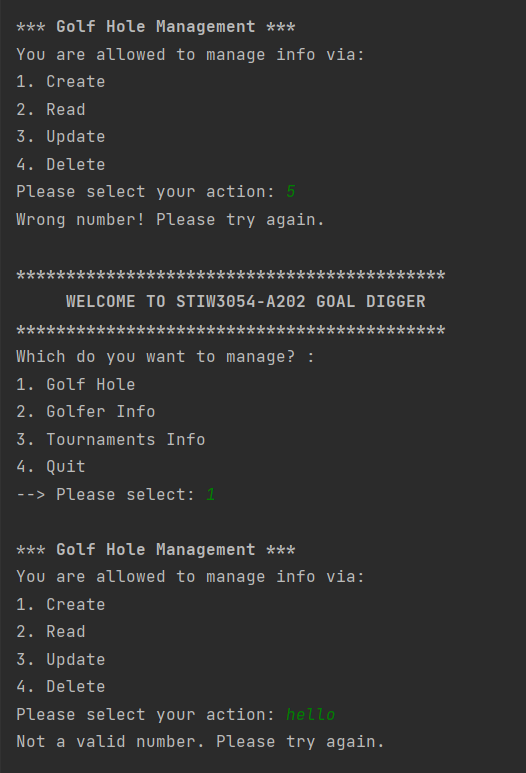 *** Golf Hole Management ***
You are allowed to manage info via:
1. Create
2. Read
3. Update
4. Delete
Please select your action: 5
Wrong number! Please try again.
*******************************************
WELCOME TO STIW3054-A202 GOAL DIGGER
*******************************************
Which do you want to manage? :
1. Golf Hole
2. Golfer Info
3. Tournaments Info
4. Quit
--> Please select: 1
*** Golf Hole Management ***
You are allowed to manage info via:
1. Create
2. Read
3. Update
4. Delete
Please select your action: hello
Not a valid number. Please try again.